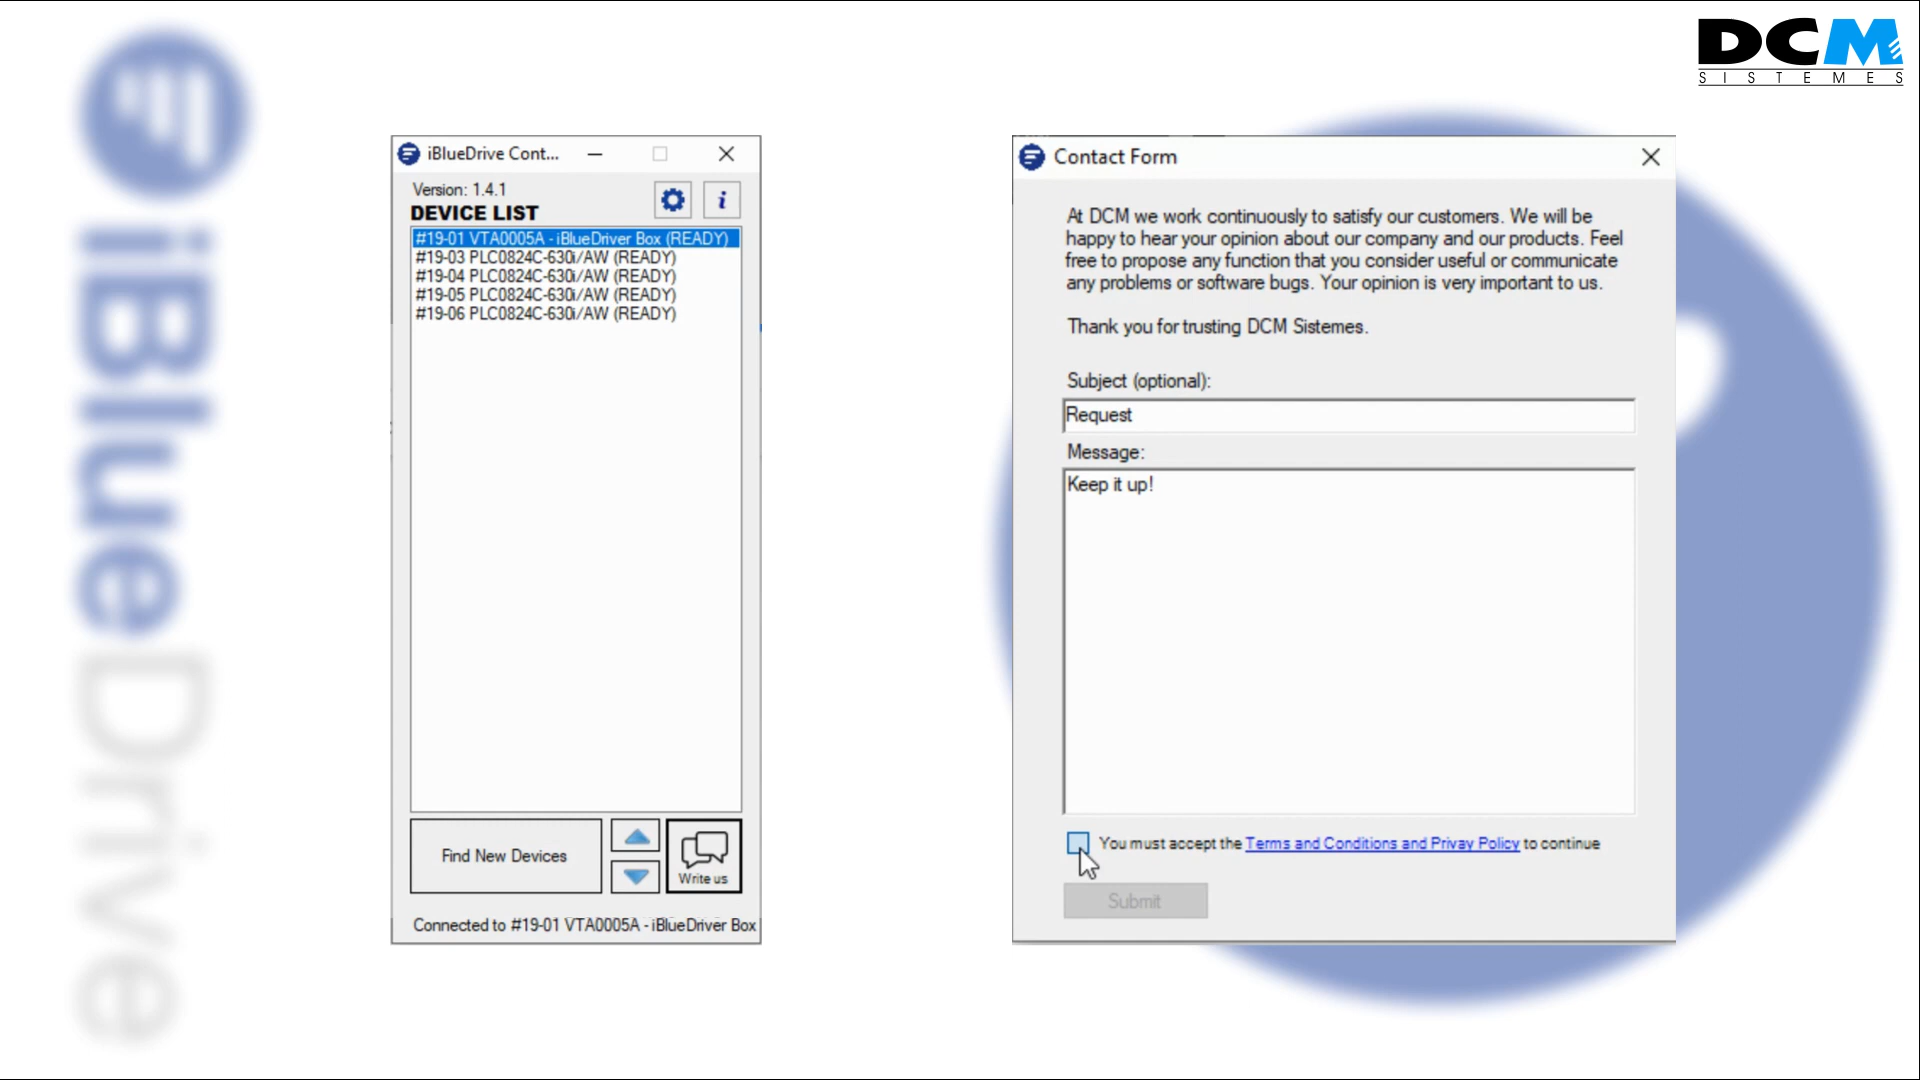 DCM
SISTEMES
iBlueDrive
iBlueDrive Cont...
Version: 1.4.1
DEVICE LIST
#19-01 VTA0005A - iBlueDriver Box (READY)
#19-03 PLC0824C-630i/AW (READY)
#19-04 PLC0824C-630i/AW (READY)
#19-05 PLC0824C-630i/AW (READY)
#19-06 PLC0824C-630i/AW (READY)
Find New Devices
Write us
Connected to #19-01 VTA0005A - iBlueDriver Box
Contact Form
At DCM we work continuously to satisfy our customers. We will be
happy to hear your opinion about our company and our products. Feel
free to propose any function that you consider useful or communicate
any problems or software bugs. Your opinion is very important to us.
Thank you for trusting DCM Sistemes.
Subject (optional):
Request
Message:
Keep it up!
You must accept the Terms and Conditions and Privay Policy to continue
Submit